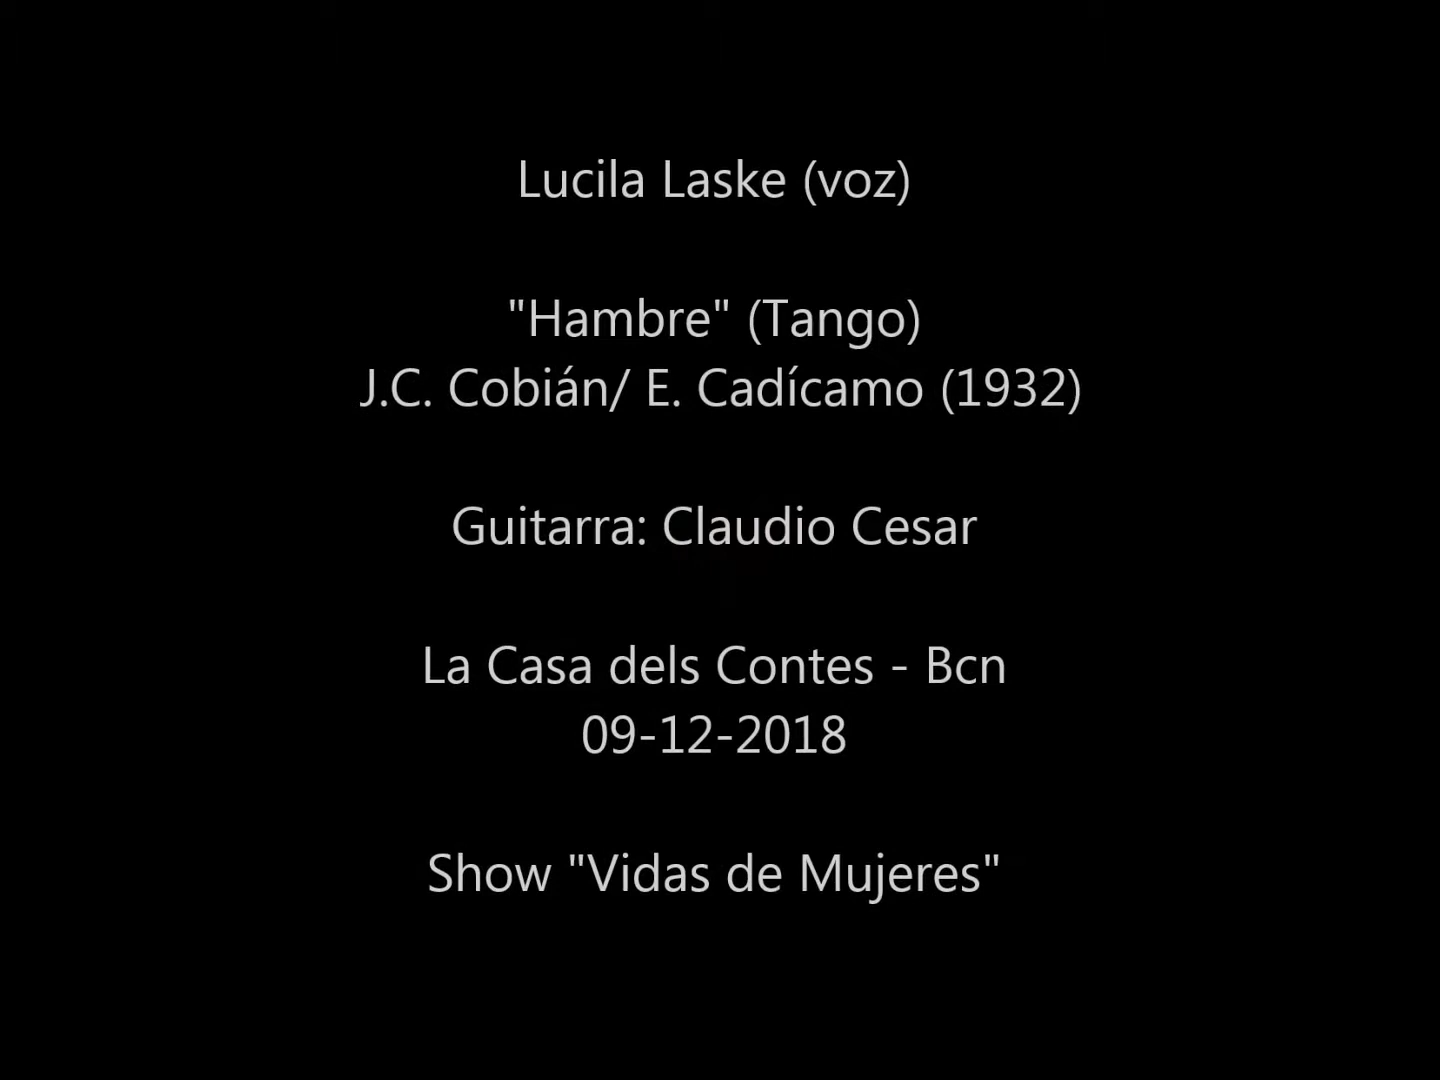 Lucila Laske (voz)
"Hambre" (Tango)
J.C. Cobián/ E. Cadícamo (1932)
Guitarra: Claudio Cesar
La Casa dels Contes - Bcn
09-12-2018
Show "Vidas de Mujeres"